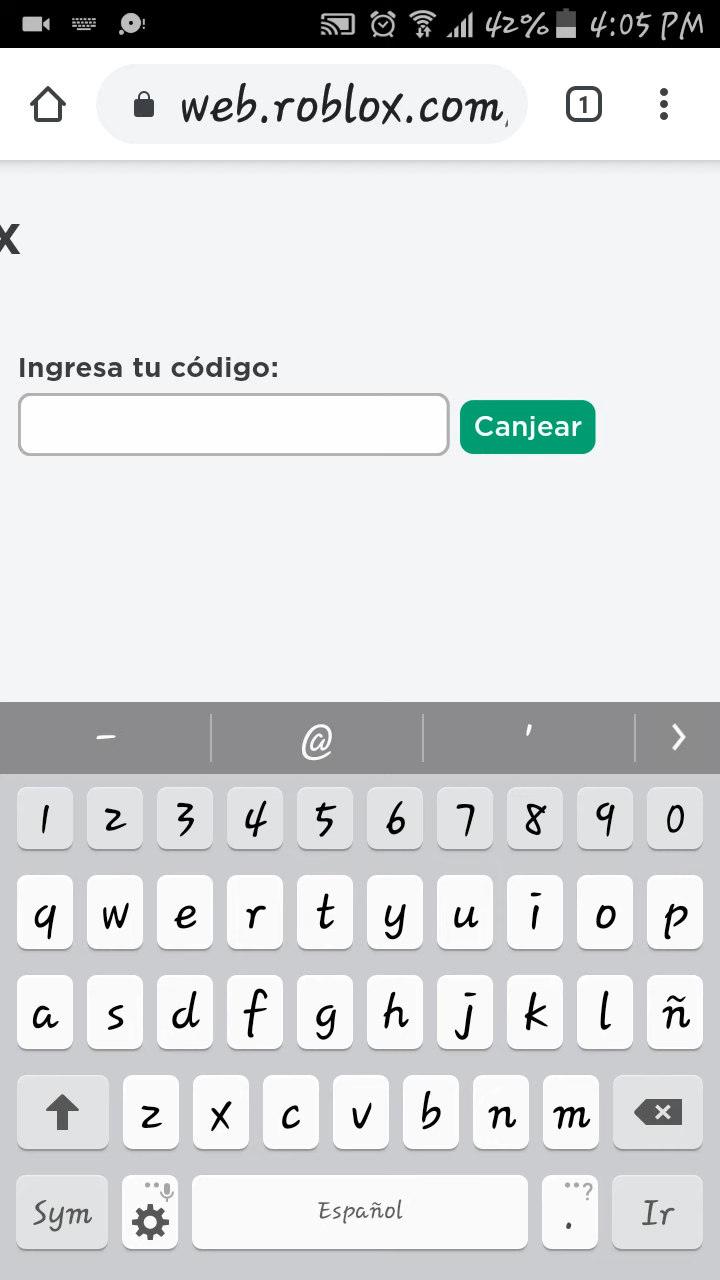 42% 4:05 PM
web.roblox.com,
1
x
Ingresa tu código:
Canjear
- @ '
1 2 3 4 5 6 7 8 9 0
q w e r t y u i o p
a s d f g h j k l ñ
z x c v b n m
Sym Español . ? Ir